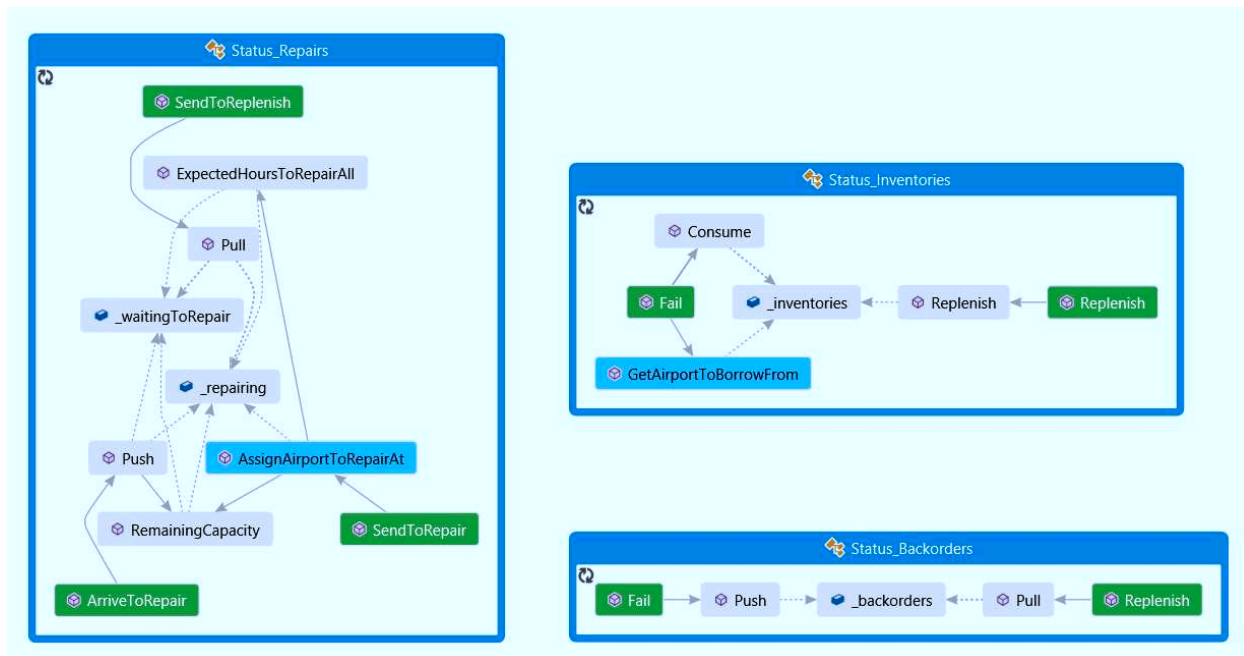 Status_Repairs
SendToReplenish
ExpectedHoursToRepairAll
Pull
_waitingToRepair
_repairing
Push
AssignAirportToRepairAt
RemainingCapacity
SendToRepair
ArriveToRepair
Status_Inventories
Consume
Fail
_inventories
Replenish
Replenish
GetAirportToBorrowFrom
Status_Backorders
Fail
Push
_backorders
Pull
Replenish